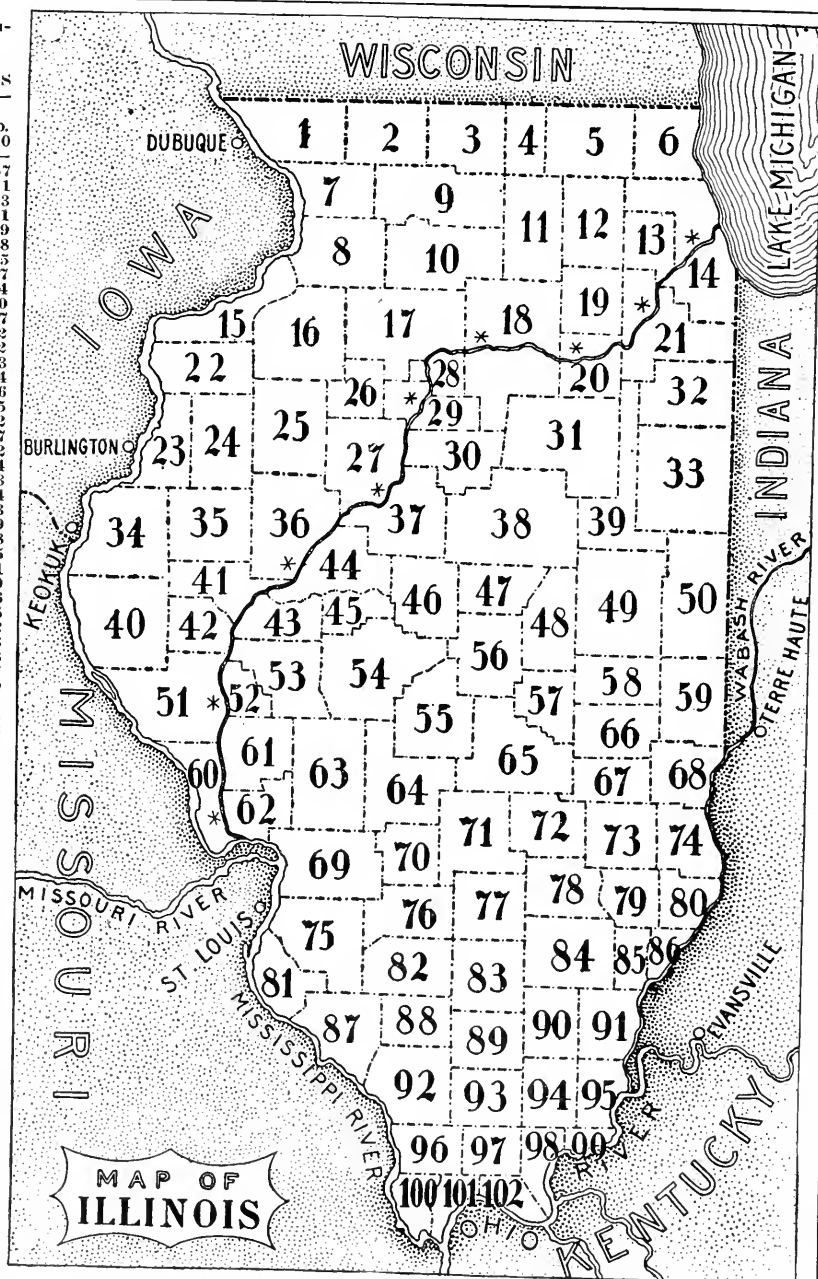 WISCONSIN
LAKE MICHIGAN
DUBUQUE
1 2 3 4 5 6
IOWA
7 9 11 12 13 *
8 10 14
15 16 17 18 19 *
* * 21
22 26 28 20 32
INDIANA
* 29
BURLINGTON
23 24 25 27 30 31 33
*
34 35 36 37 38 39
KEOKUK
* 44
WABASH RIVER
40 41 42 43 45 46 47 48 49 50
TERRE HAUTE
51 * 52 53 54 56 58 59
55 57 66
MISSOURI
60 61 63 64 65 67 68
* 62
69 70 71 72 73 74
MISSOURI RIVER
ST LOUIS
75 76 77 78 79 80
81 82 83 84 85 86
EVANSVILLE
MISSISSIPPI RIVER
87 88 89 90 91
92 93 94 95
96 97 98 99
RIVER
KENTUCKY
100 101 102
OHIO
MAP OF
ILLINOIS